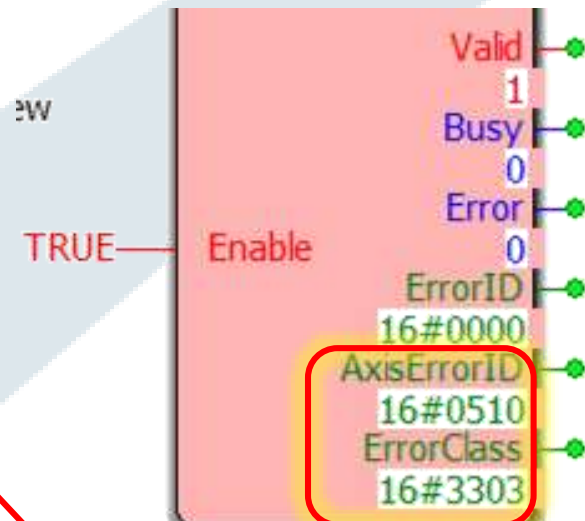 Valid
1
ew
Busy
0
Error
TRUE
Enable
0
ErrorID
16#0000
AxisErrorID
16#0510
ErrorClass
16#3303